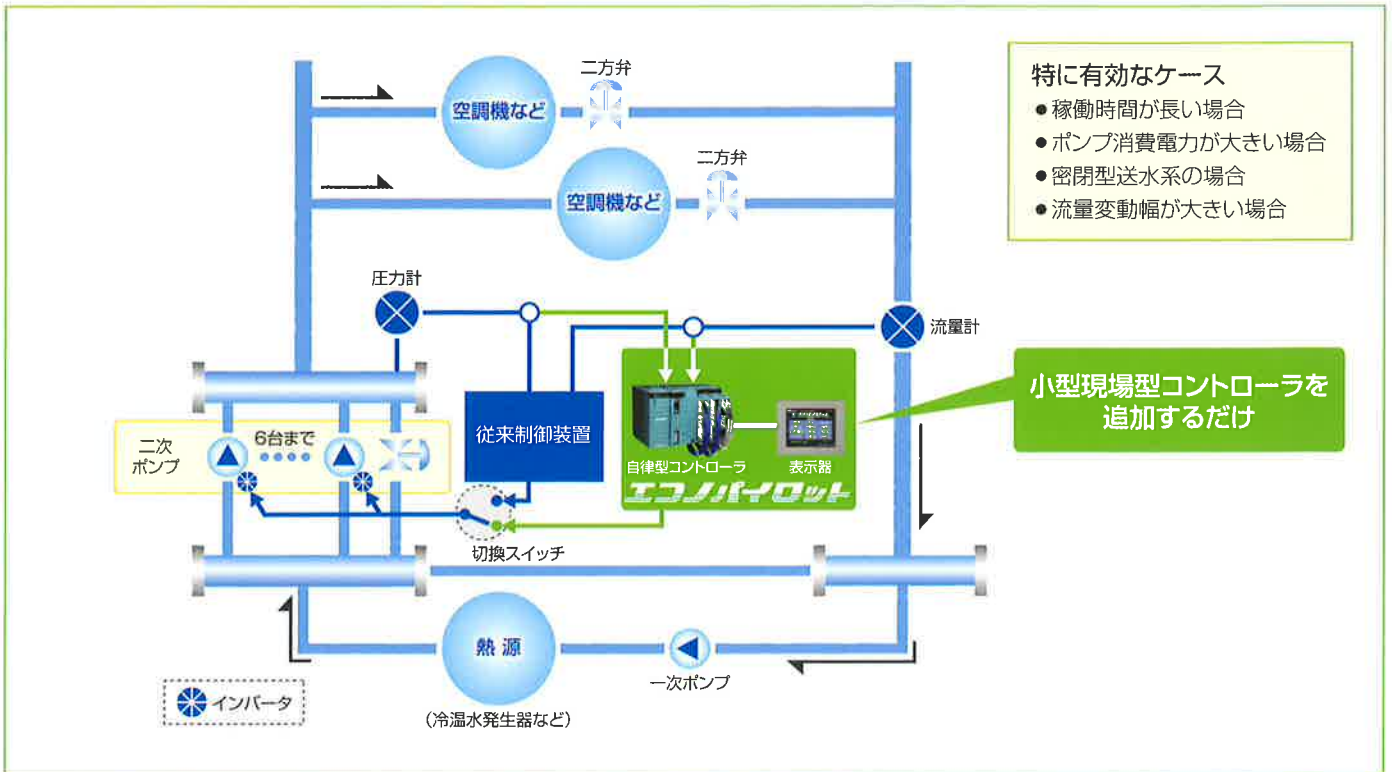 二方弁
空調機など
二方弁
空調機など
特に有効なケース
●稼働時間が長い場合
●ポンプ消費電力が大きい場合
●密閉型送水系の場合
●流量変動幅が大きい場合
圧力計
流量計
小型現場型コントローラを
追加するだけ
二次
ポンプ
6台まで
従来制御装置
自律型コントローラ
表示器
エコノパイロット
切換スイッチ
熱源
一次ポンプ
インバータ
(冷温水発生器など)